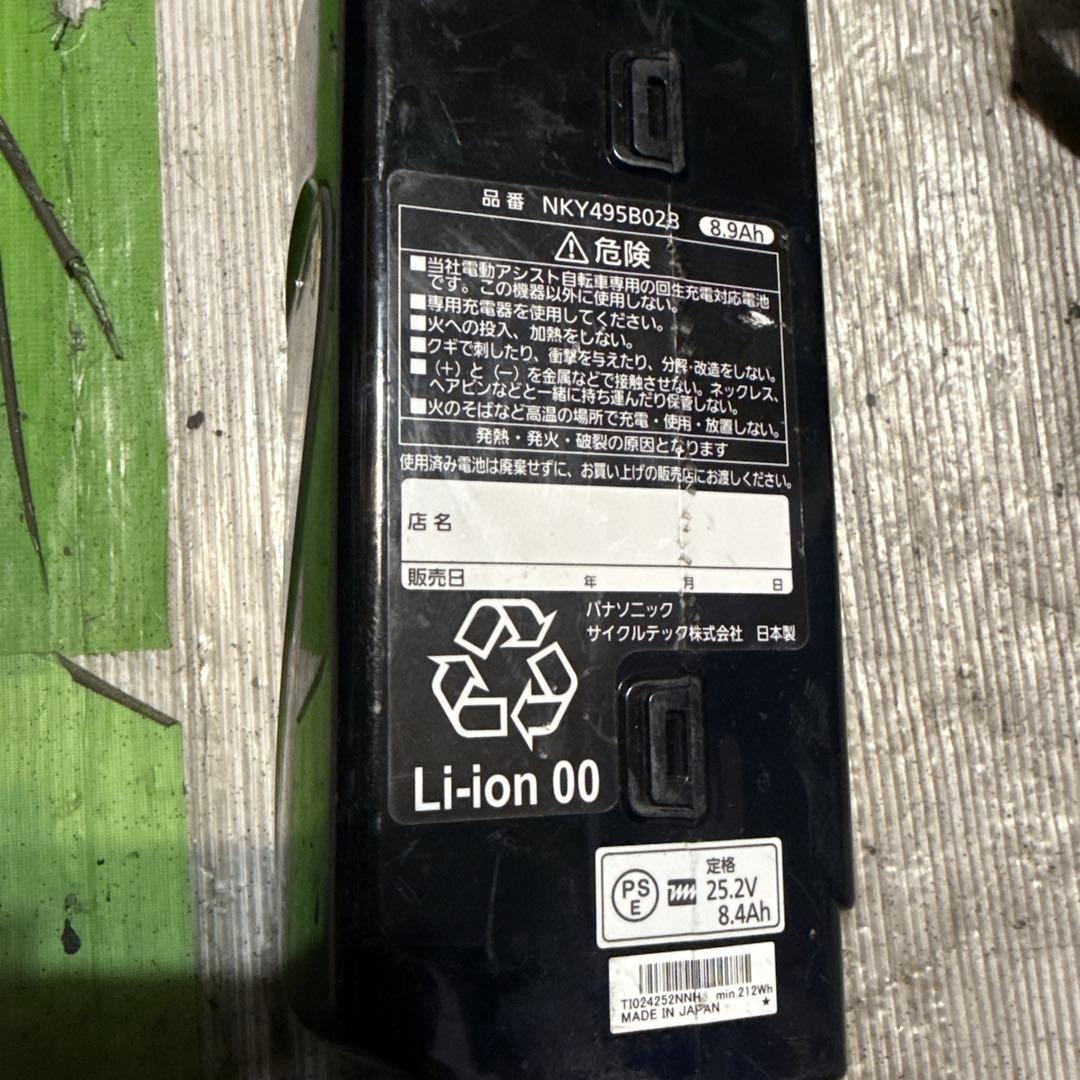 品番 NKY495B02B 8.9Ah
危険
■当社電動アシスト自転車専用の回生充電対応電池
です。この機器以外に使用しない。
■専用充電器を使用してください。
■火への投入、加熱をしない。
■クギで刺したり、衝撃を与えたり、分解・改造をしない。
■(+)と(−)を金属などで接触させない。ネックレス、
ヘアピンなどと一緒に持ち運んだり保管しない。
■火のそばなど高温の場所で充電・使用・放置しない。
発熱・発火・破裂の原因となります
使用済み電池は廃棄せずに、お買い上げの販売店にお渡しください。
店名
販売日 年 月 日
パナソニック
サイクルテック株式会社 日本製
Li-ion 00
PS
E
定格
25.2V
8.4Ah
TI024252NNH min.212Wh
MADE IN JAPAN ★